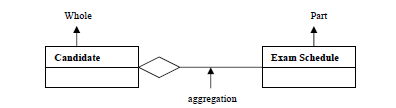 Whole
Part
Candidate
Exam Schedule
aggregation